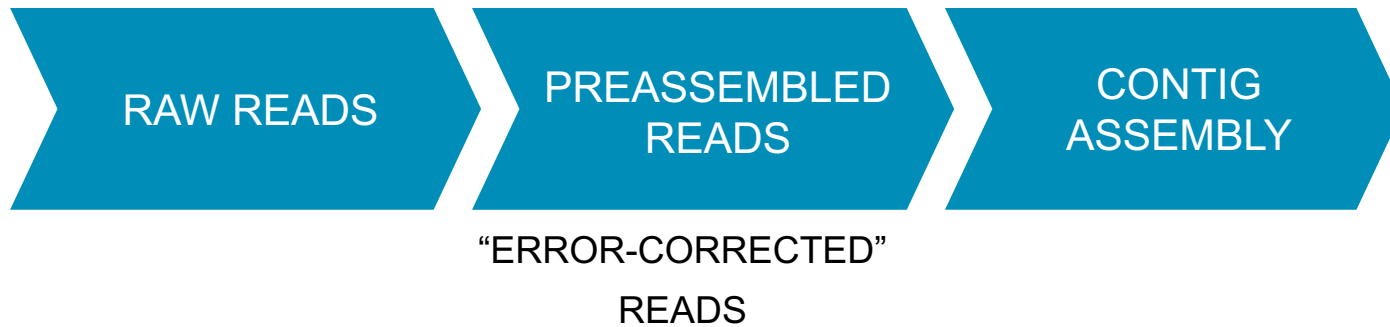 RAW READS
PREASSEMBLED
READS
CONTIG
ASSEMBLY
“ERROR-CORRECTED”
READS